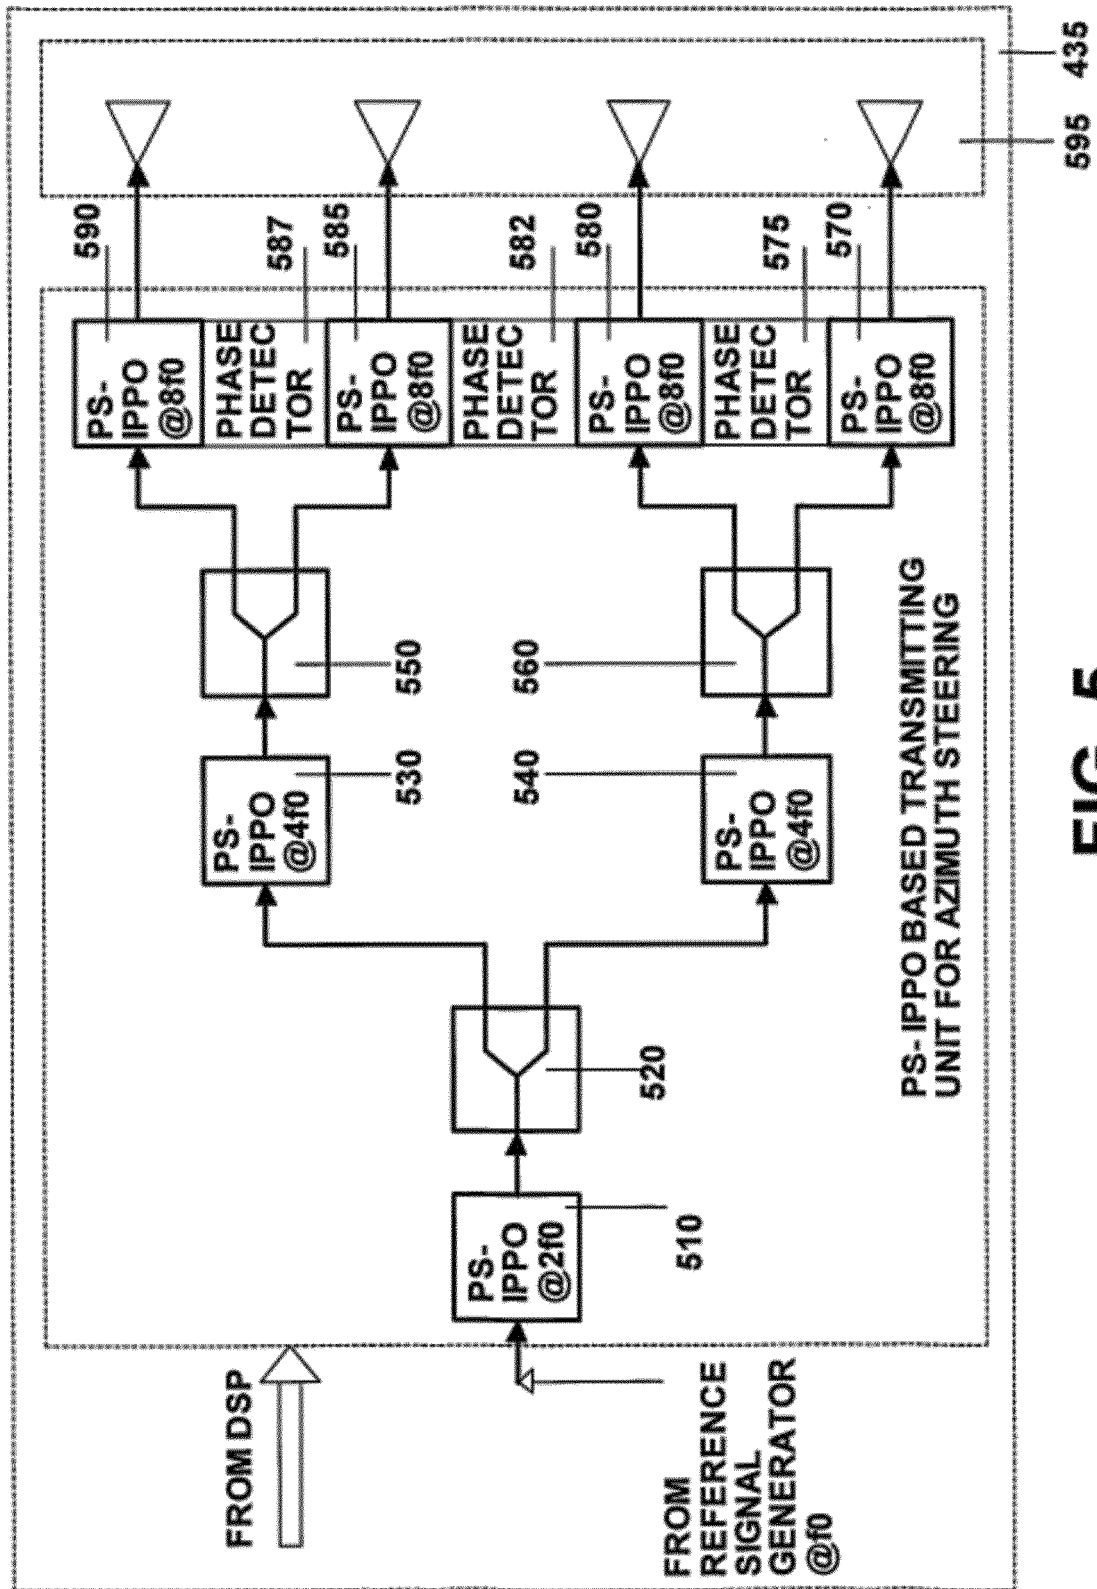 FROM DSP
FROM
REFERENCE
SIGNAL
GENERATOR
@f0
PS-
IPPO
@2f0
510
520
PS-
IPPO
@4f0
530
PS-
IPPO
@4f0
540
550
560
PS-
IPPO
@8f0
590
PHASE
DETEC
TOR
587
PS-
IPPO
@8f0
585
PHASE
DETEC
TOR
582
PS-
IPPO
@8f0
580
PHASE
DETEC
TOR
575
PS-
IPPO
@8f0
570
595
435
PS- IPPO BASED TRANSMITTING
UNIT FOR AZIMUTH STEERING
FIG. 5